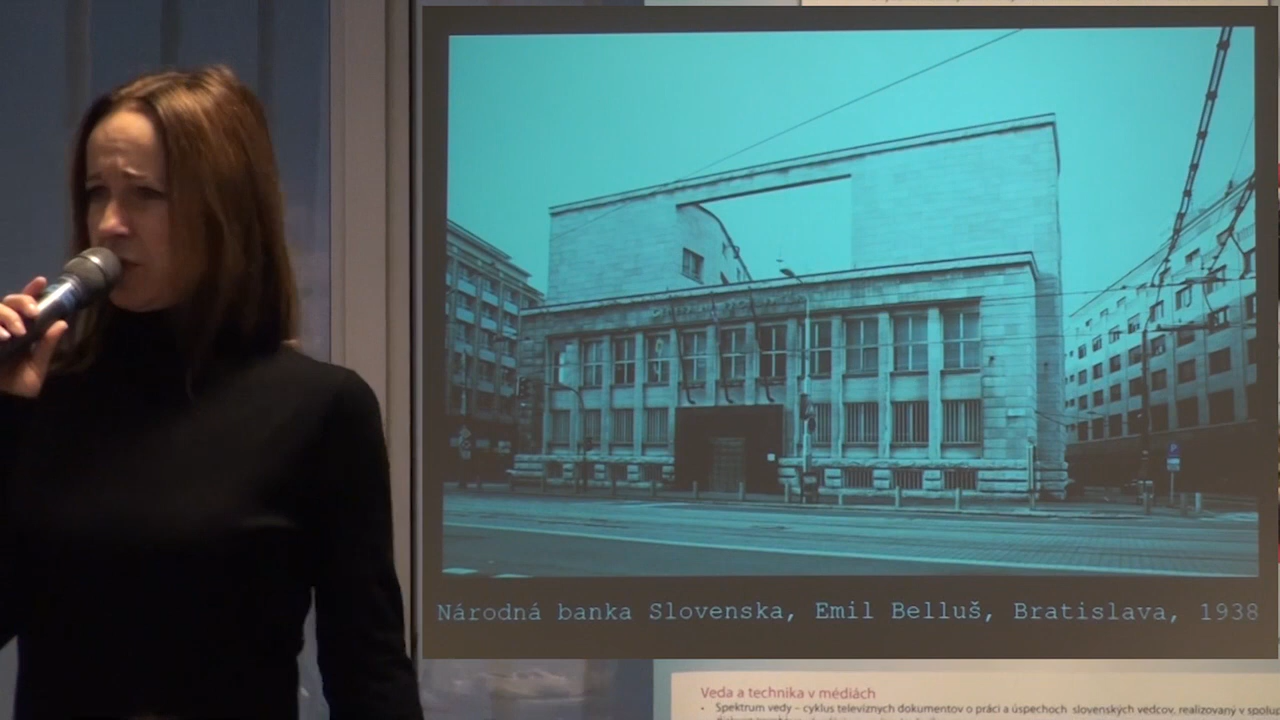 Národná banka Slovenska, Emil Belluš, Bratislava, 1938
Veda a technika v médiách
• Spektrum vedy – cyklus televíznych dokumentov o práci a úspechoch slovenských vedcov, realizovaný v spolup